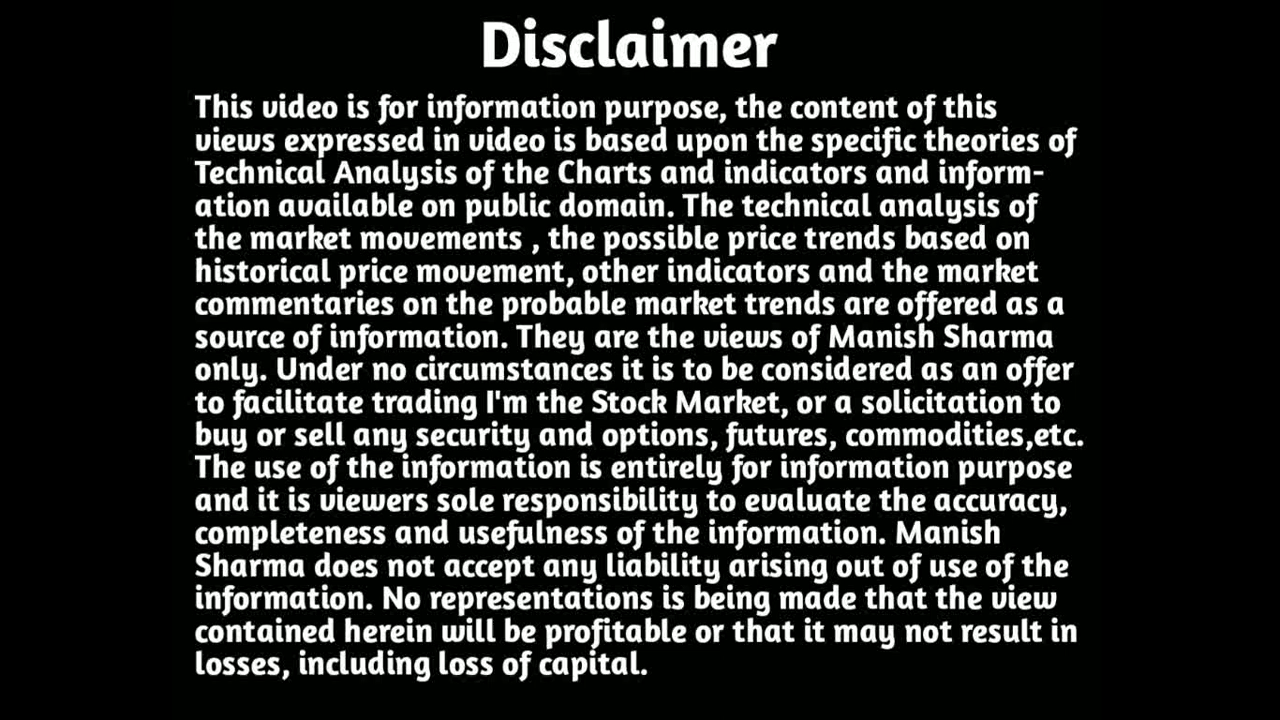 Disclaimer
This video is for information purpose, the content of this
views expressed in video is based upon the specific theories of
Technical Analysis of the Charts and indicators and inform-
ation available on public domain. The technical analysis of
the market movements , the possible price trends based on
historical price movement, other indicators and the market
commentaries on the probable market trends are offered as a
source of information. They are the views of Manish Sharma
only. Under no circumstances it is to be considered as an offer
to facilitate trading I'm the Stock Market, or a solicitation to
buy or sell any security and options, futures, commodities,etc.
The use of the information is entirely for information purpose
and it is viewers sole responsibility to evaluate the accuracy,
completeness and usefulness of the information. Manish
Sharma does not accept any liability arising out of use of the
information. No representations is being made that the view
contained herein will be profitable or that it may not result in
losses, including loss of capital.